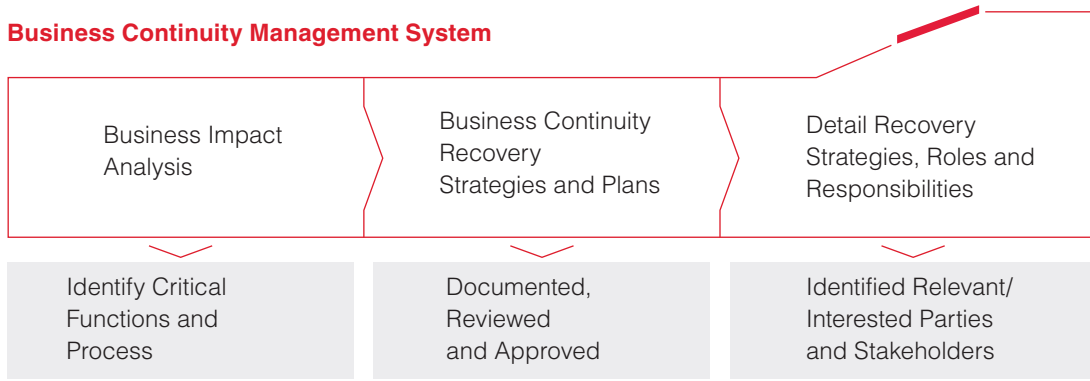 Business Continuity Management System
Business Impact
Analysis
Business Continuity
Recovery
Strategies and Plans
Detail Recovery
Strategies, Roles and
Responsibilities
Identify Critical
Functions and
Process
Documented,
Reviewed
and Approved
Identified Relevant/
Interested Parties
and Stakeholders